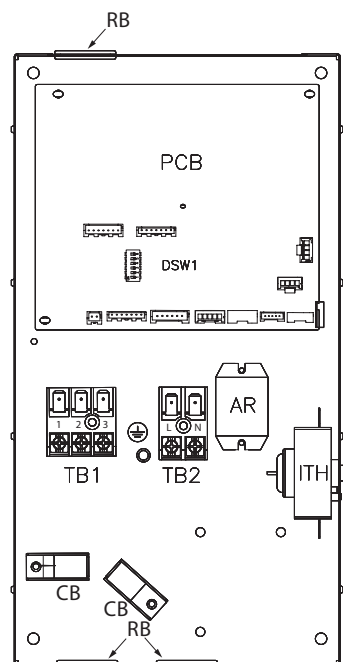 RB
PCB
DSW1
1 2 3
L N
AR
TB1
TB2
ITH
CB
CB
RB